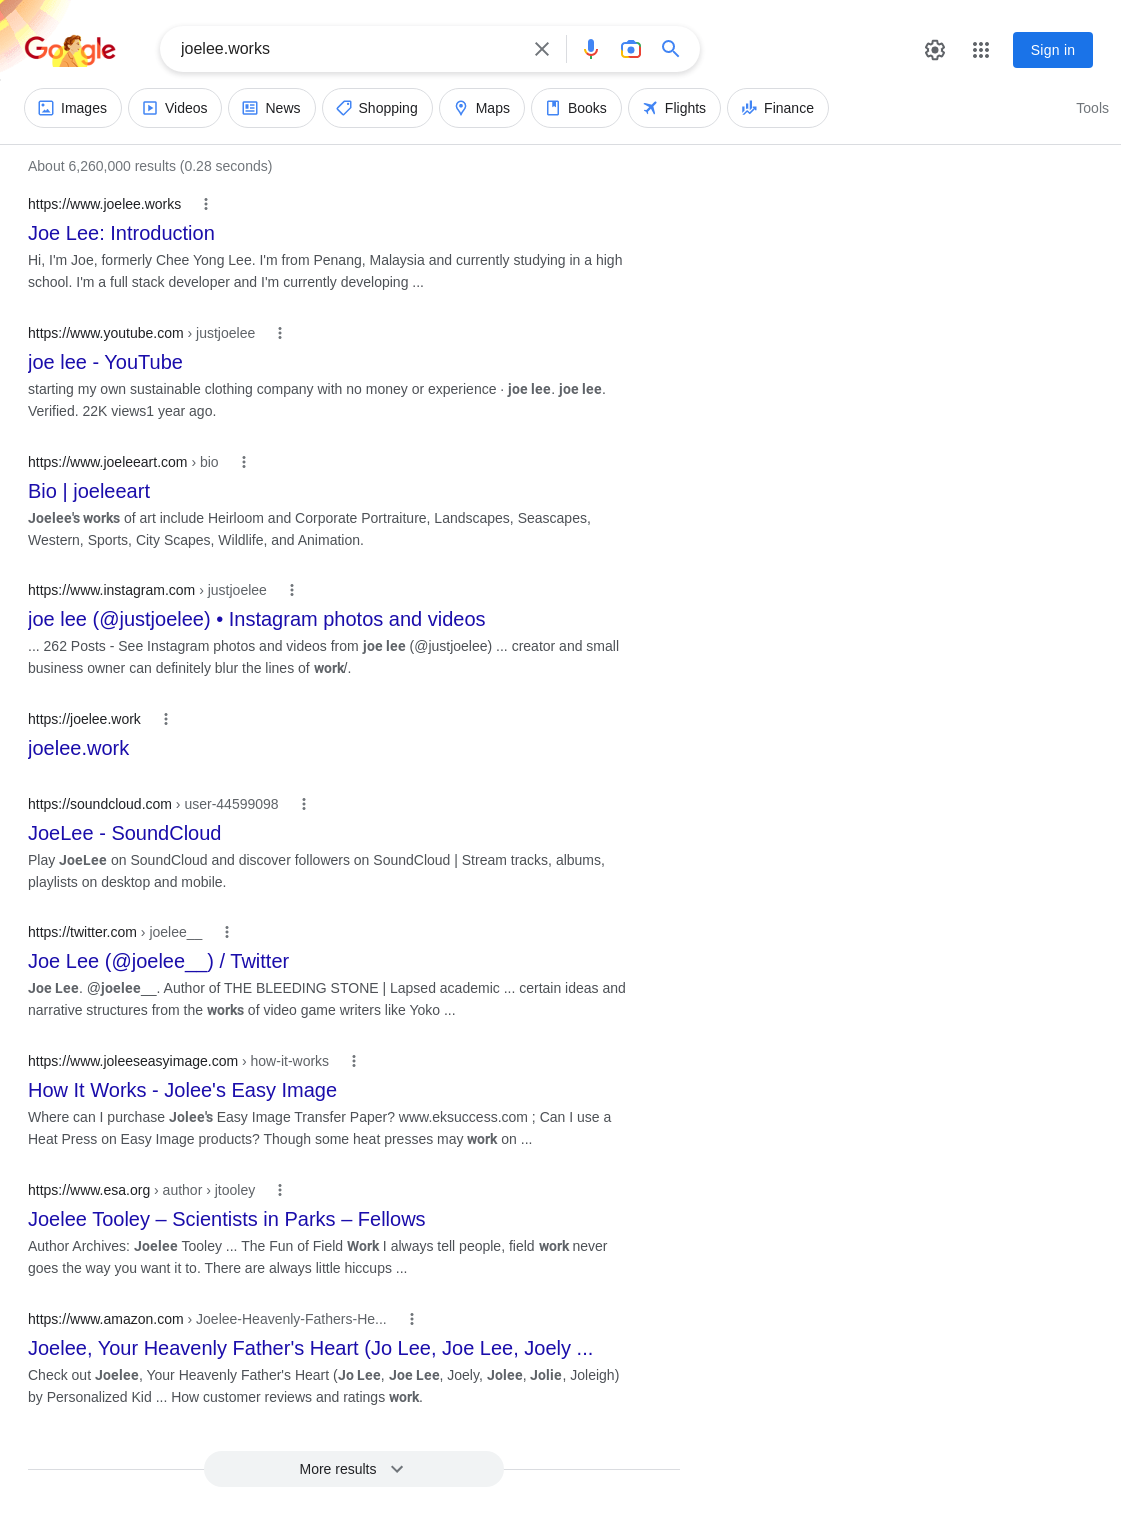 Google
joelee.works
Sign in
Images
Videos
News
Shopping
Maps
Books
Flights
Finance
Tools
About 6,260,000 results (0.28 seconds)
https://www.joelee.works
Joe Lee: Introduction
Hi, I'm Joe, formerly Chee Yong Lee. I'm from Penang, Malaysia and currently studying in a high
school. I'm a full stack developer and I'm currently developing ...
https://www.youtube.com › justjoelee
joe lee - YouTube
starting my own sustainable clothing company with no money or experience · joe lee. joe lee.
Verified. 22K views1 year ago.
https://www.joeleeart.com › bio
Bio | joeleeart
Joelee's works of art include Heirloom and Corporate Portraiture, Landscapes, Seascapes,
Western, Sports, City Scapes, Wildlife, and Animation.
https://www.instagram.com › justjoelee
joe lee (@justjoelee) • Instagram photos and videos
... 262 Posts - See Instagram photos and videos from joe lee (@justjoelee) ... creator and small
business owner can definitely blur the lines of work/.
https://joelee.work
joelee.work
https://soundcloud.com › user-44599098
JoeLee - SoundCloud
Play JoeLee on SoundCloud and discover followers on SoundCloud | Stream tracks, albums,
playlists on desktop and mobile.
https://twitter.com › joelee__
Joe Lee (@joelee__) / Twitter
Joe Lee. @joelee__. Author of THE BLEEDING STONE | Lapsed academic ... certain ideas and
narrative structures from the works of video game writers like Yoko ...
https://www.joleeseasyimage.com › how-it-works
How It Works - Jolee's Easy Image
Where can I purchase Jolee's Easy Image Transfer Paper? www.eksuccess.com ; Can I use a
Heat Press on Easy Image products? Though some heat presses may work on ...
https://www.esa.org › author › jtooley
Joelee Tooley – Scientists in Parks – Fellows
Author Archives: Joelee Tooley ... The Fun of Field Work I always tell people, field work never
goes the way you want it to. There are always little hiccups ...
https://www.amazon.com › Joelee-Heavenly-Fathers-He...
Joelee, Your Heavenly Father's Heart (Jo Lee, Joe Lee, Joely ...
Check out Joelee, Your Heavenly Father's Heart (Jo Lee, Joe Lee, Joely, Jolee, Jolie, Joleigh)
by Personalized Kid ... How customer reviews and ratings work.
More results